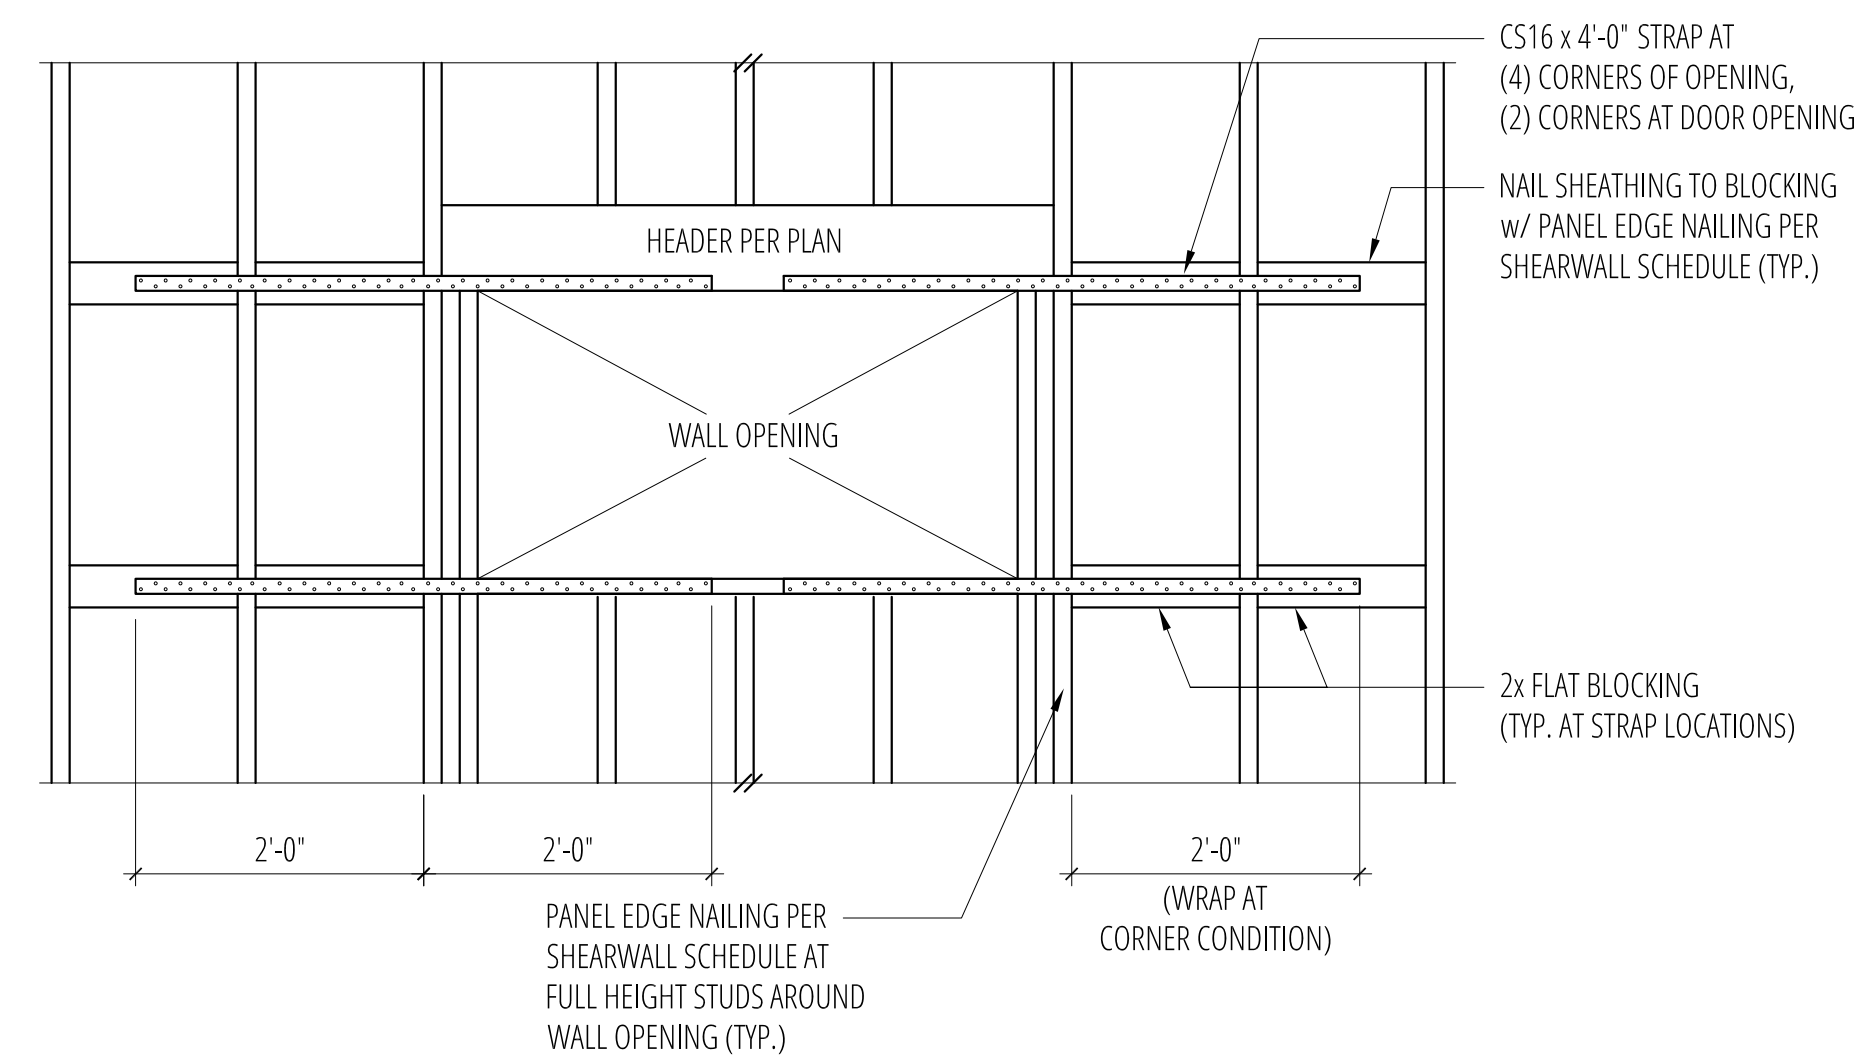 CS16 x 4'-0" STRAP AT
(4) CORNERS OF OPENING,
(2) CORNERS AT DOOR OPENING
NAIL SHEATHING TO BLOCKING
w/ PANEL EDGE NAILING PER
SHEARWALL SCHEDULE (TYP.)
HEADER PER PLAN
WALL OPENING
2x FLAT BLOCKING
(TYP. AT STRAP LOCATIONS)
2'-0"
2'-0"
2'-0"
(WRAP AT
CORNER CONDITION)
PANEL EDGE NAILING PER
SHEARWALL SCHEDULE AT
FULL HEIGHT STUDS AROUND
WALL OPENING (TYP.)